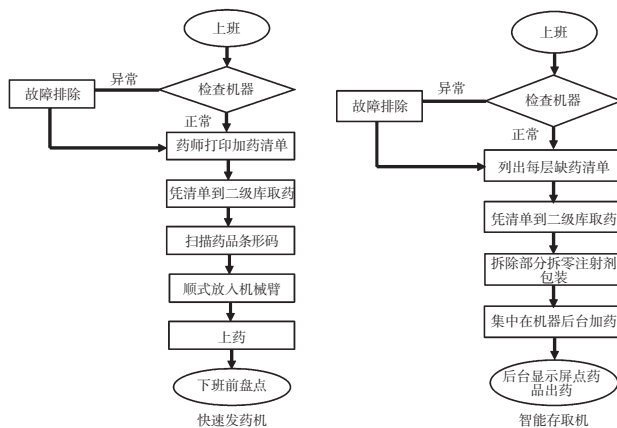 上班
检查机器
异常
故障排除
正常
药师打印加药清单
凭清单到二级库取药
扫描药品条形码
顺式放入机械臂
上药
下班前盘点
快速发药机
上班
检查机器
异常
故障排除
正常
列出每层缺药清单
凭清单到二级库取药
拆除部分拆零注射剂
包装
集中在机器后台加药
后台显示屏点药
品出药
智能存取机